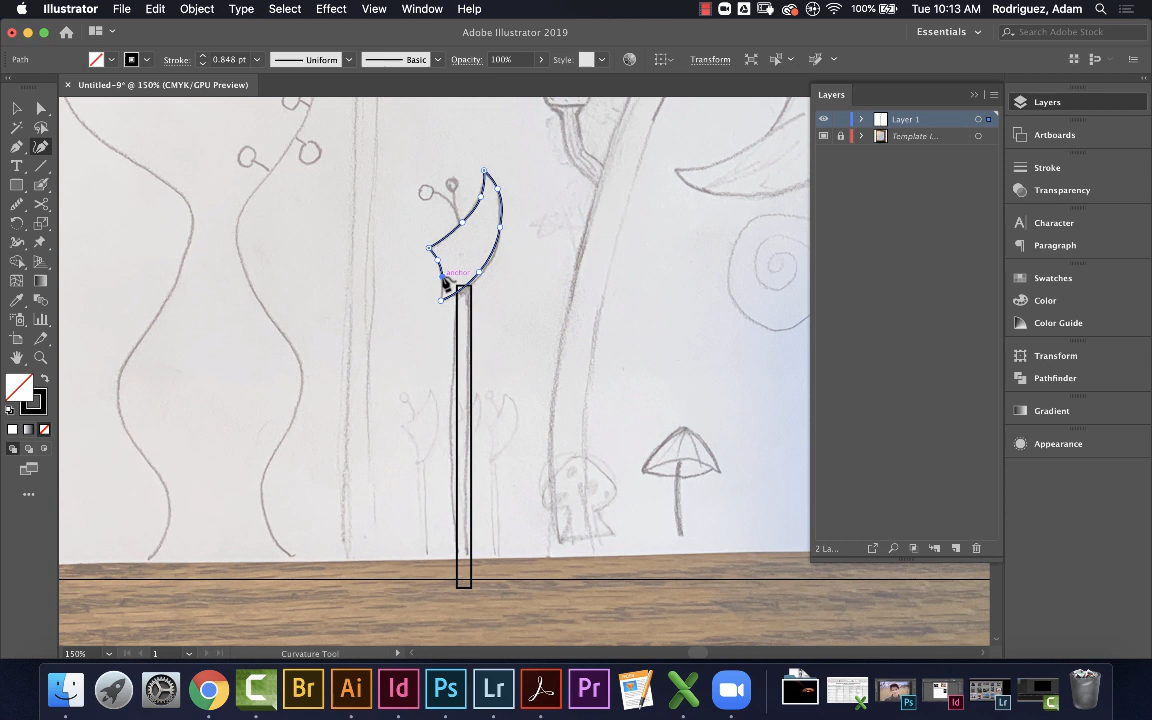 Illustrator File Edit Object Type Select Effect View Window Help 100% Tue 10:13 AM Rodriguez, Adam
Adobe Illustrator 2019 Essentials Search Adobe Stock
Path Stroke: 0.848 pt Uniform Basic Opacity: 100% Style: Transform
× Untitled-9* @ 150% (CMYK/GPU Preview)
Layers
Layer 1
Template I...
anchor
2 La...
Layers
Artboards
Stroke
Transparency
Character
Paragraph
Swatches
Color
Color Guide
Transform
Pathfinder
Gradient
Appearance
150% 1 Curvature Tool
Br Ai Id Ps Lr Pr Ps Id Lr